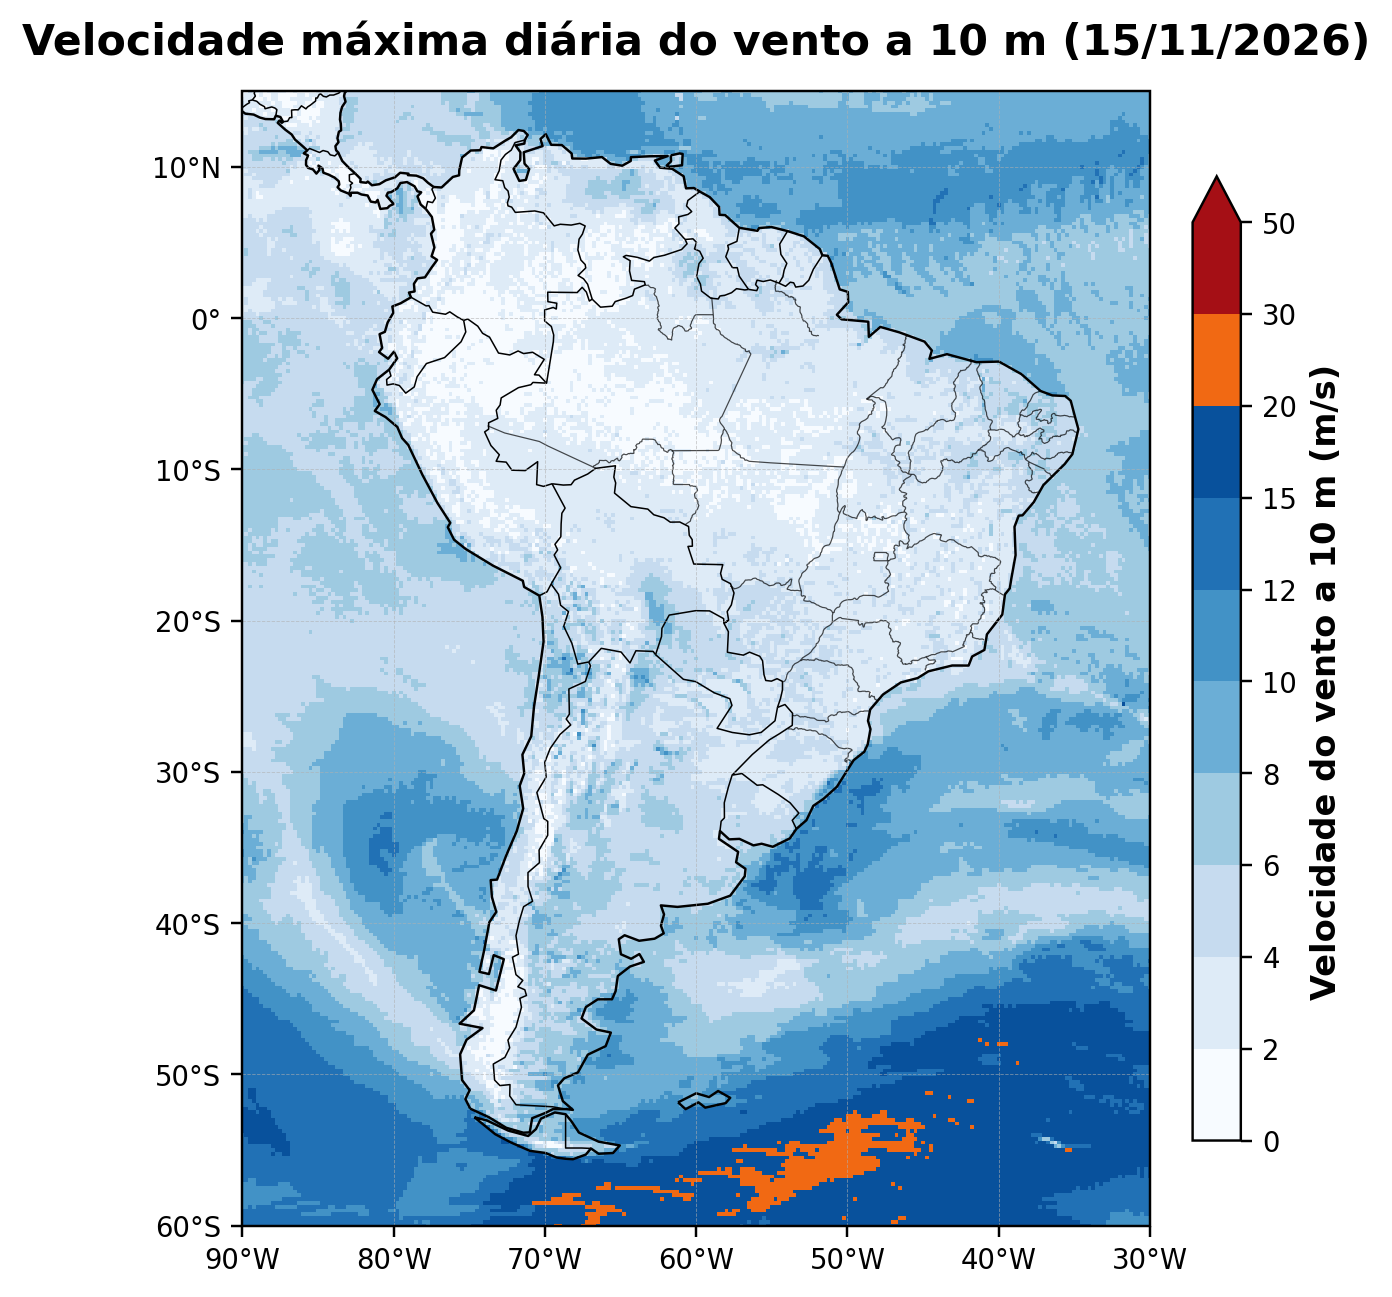 Velocidade máxima diária do vento a 10 m (15/11/2026)
10°N
0°
10°S
20°S
30°S
40°S
50°S
60°S
90°W
80°W
70°W
60°W
50°W
40°W
30°W
50
30
20
15
12
10
8
6
4
2
0
Velocidade do vento a 10 m (m/s)